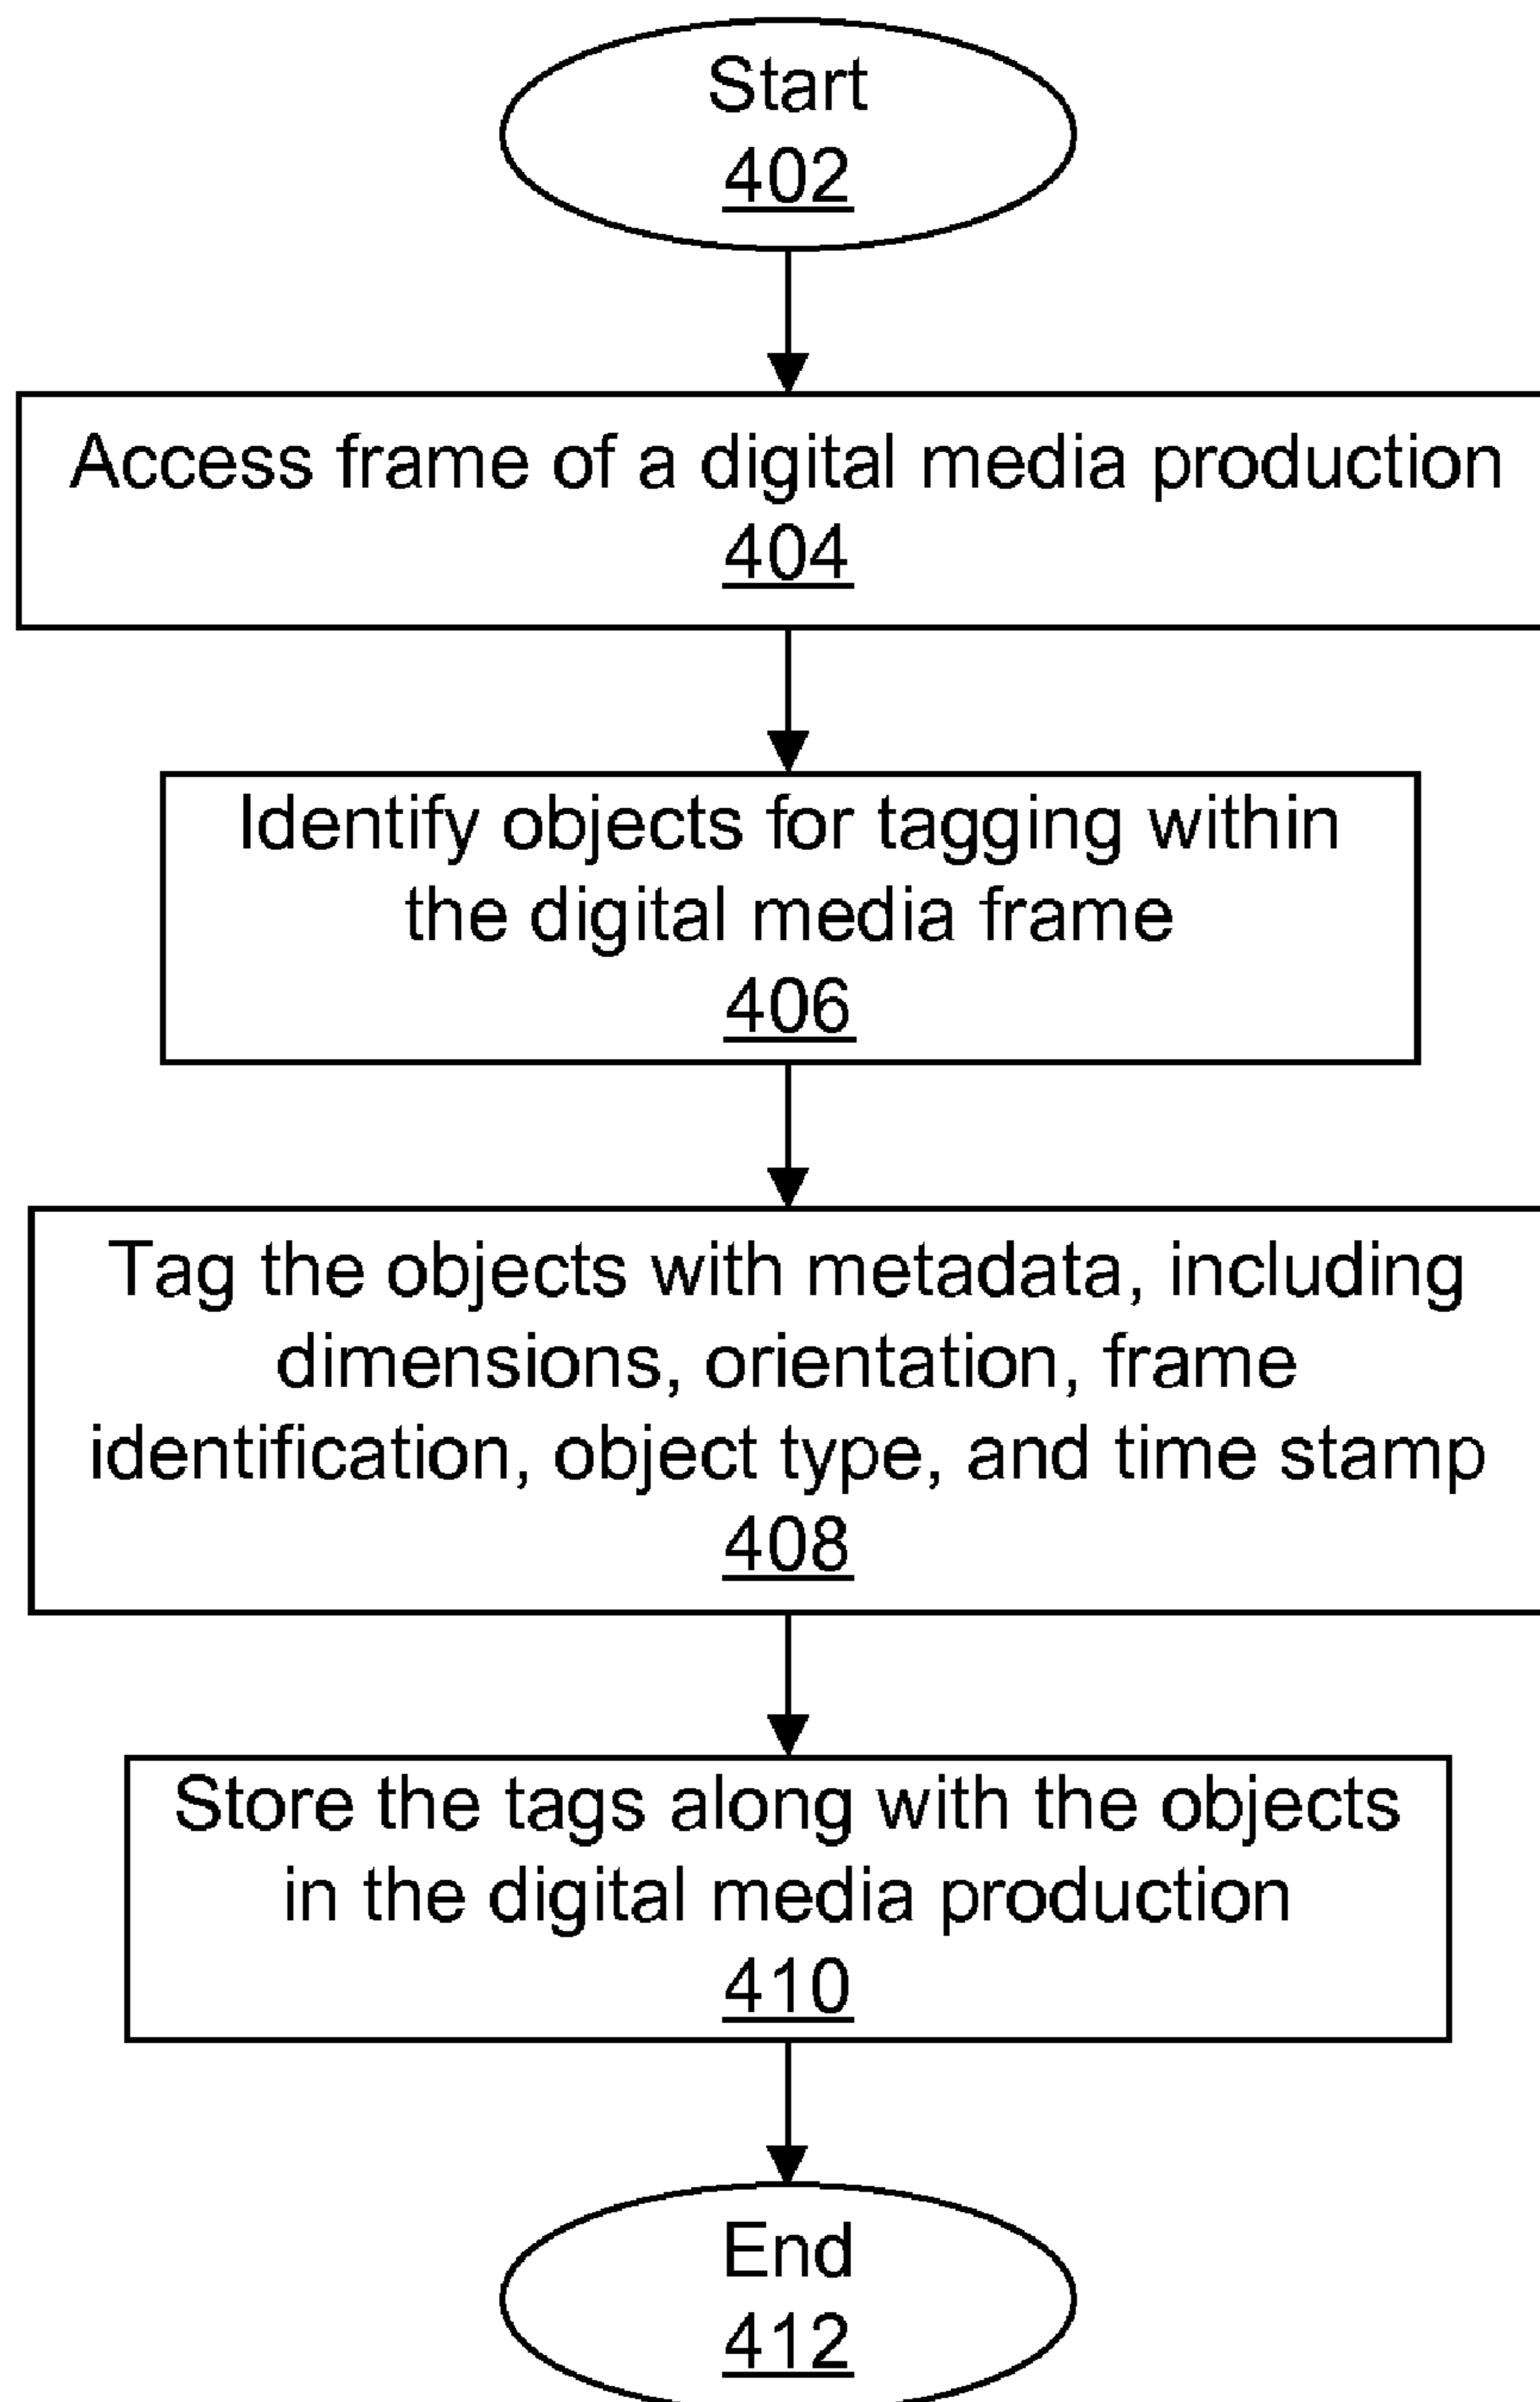 Start
402
Access frame of a digital media production
404
Identify objects for tagging within
the digital media frame
406
Tag the objects with metadata, including
dimensions, orientation, frame
identification, object type, and time stamp
408
Store the tags along with the objects
in the digital media production
410
End
412